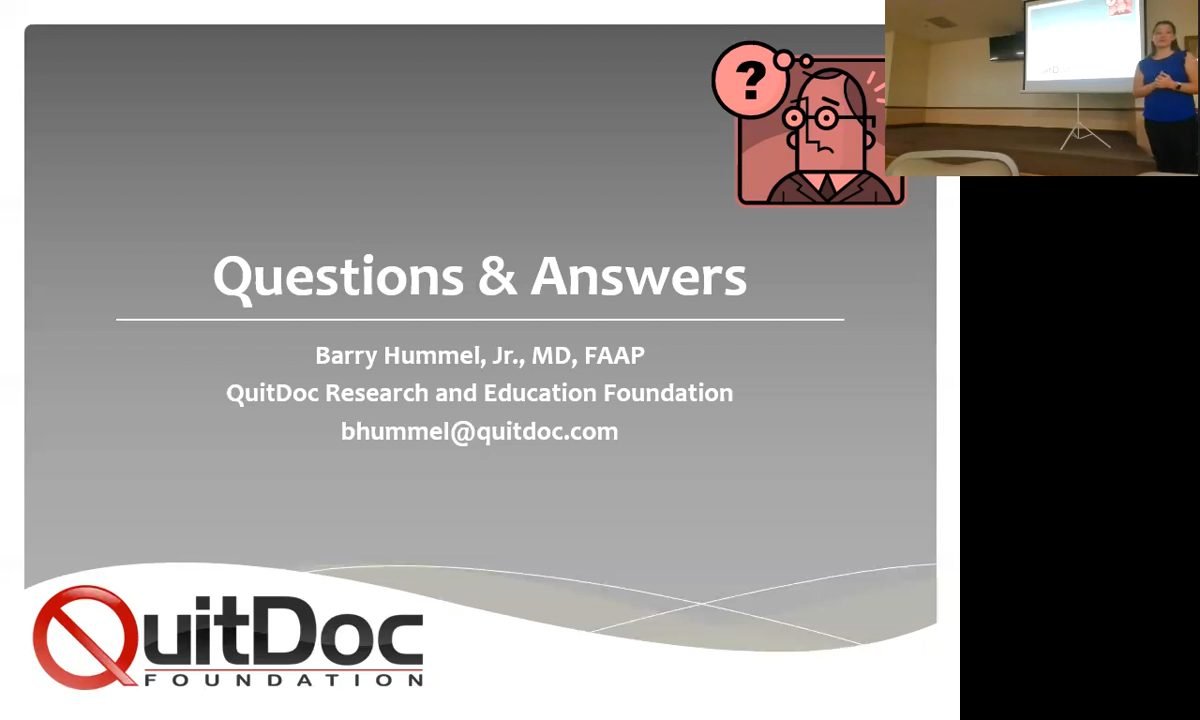 ?
Questions & Answers
Barry Hummel, Jr., MD, FAAP
QuitDoc Research and Education Foundation
bhummel@quitdoc.com
QuitDoc
FOUNDATION